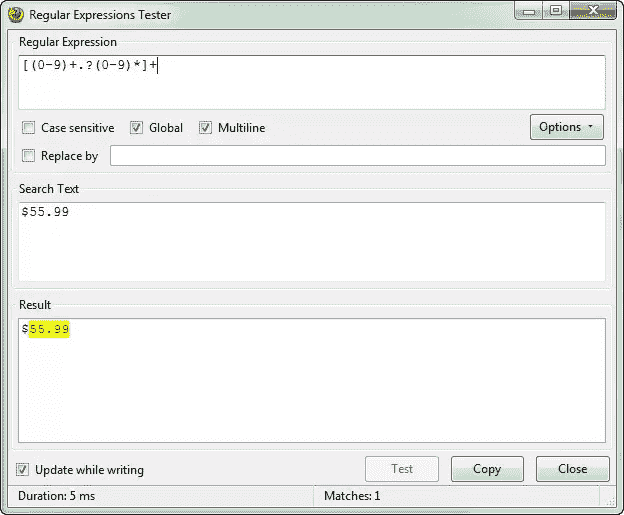 Regular Expressions Tester
Regular Expression
[(0-9)+.?(0-9)*]+
Case sensitive Global Multiline Options
Replace by
Search Text
$55.99
Result
$55.99
Update while writing Test Copy Close
Duration: 5 ms Matches: 1